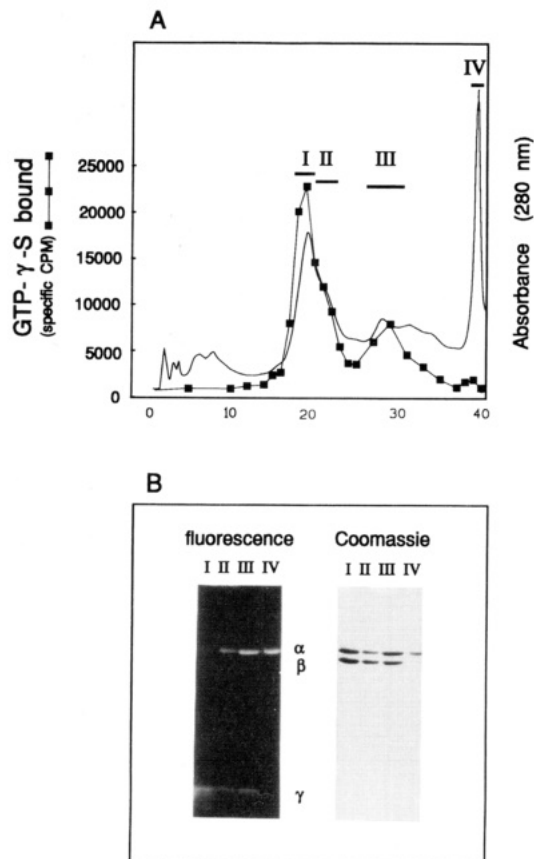 A
IV
I
II
III
25000
20000
15000
10000
5000
0
GTP-γ-S bound
(specific CPM)
Absorbance (280 nm)
0 10 20 30 40
B
fluorescence Coomassie
I II III IV I II III IV
α
β
γ